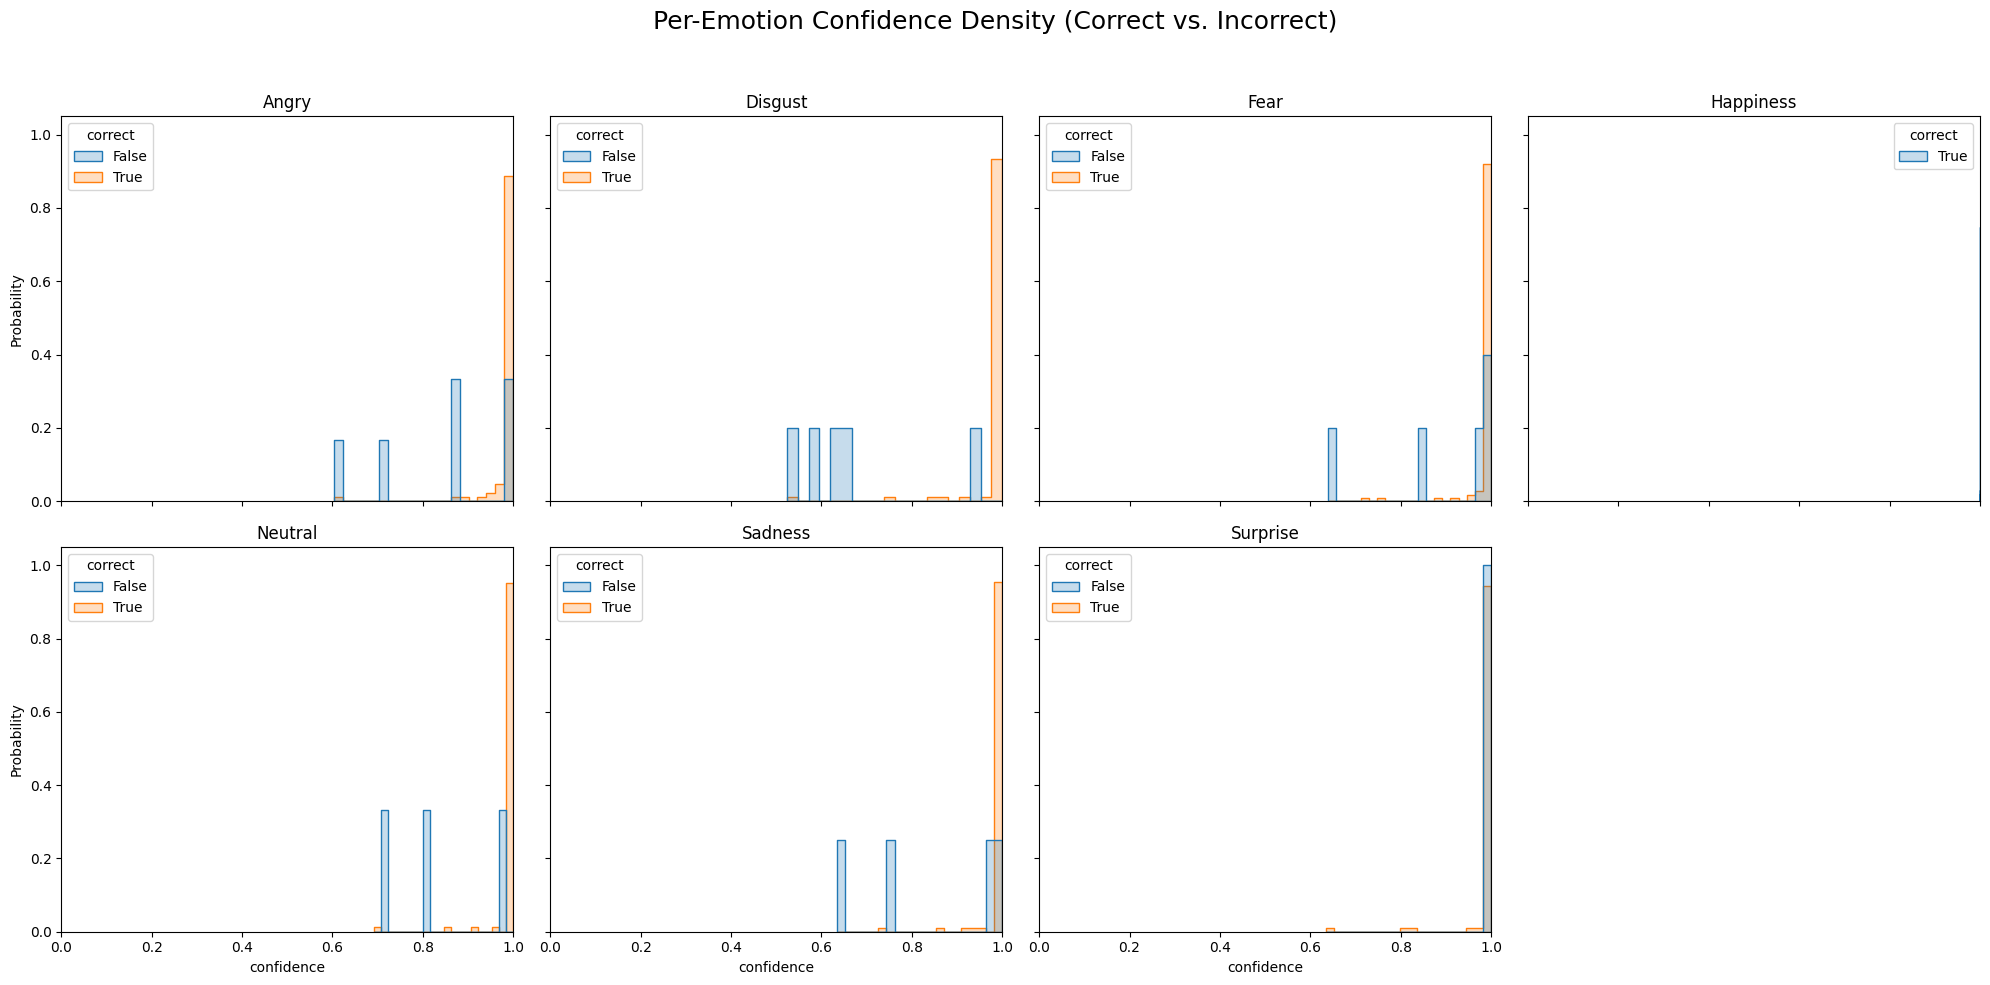 Per-Emotion Confidence Density (Correct vs. Incorrect)
Angry
Disgust
Fear
Happiness
Probability
1.0
0.8
0.6
0.4
0.2
0.0
correct
False
True
correct
False
True
correct
False
True
correct
True
Neutral
Sadness
Surprise
Probability
1.0
0.8
0.6
0.4
0.2
0.0
correct
False
True
correct
False
True
correct
False
True
0.0 0.2 0.4 0.6 0.8 1.0
0.0 0.2 0.4 0.6 0.8 1.0
0.0 0.2 0.4 0.6 0.8 1.0
confidence
confidence
confidence